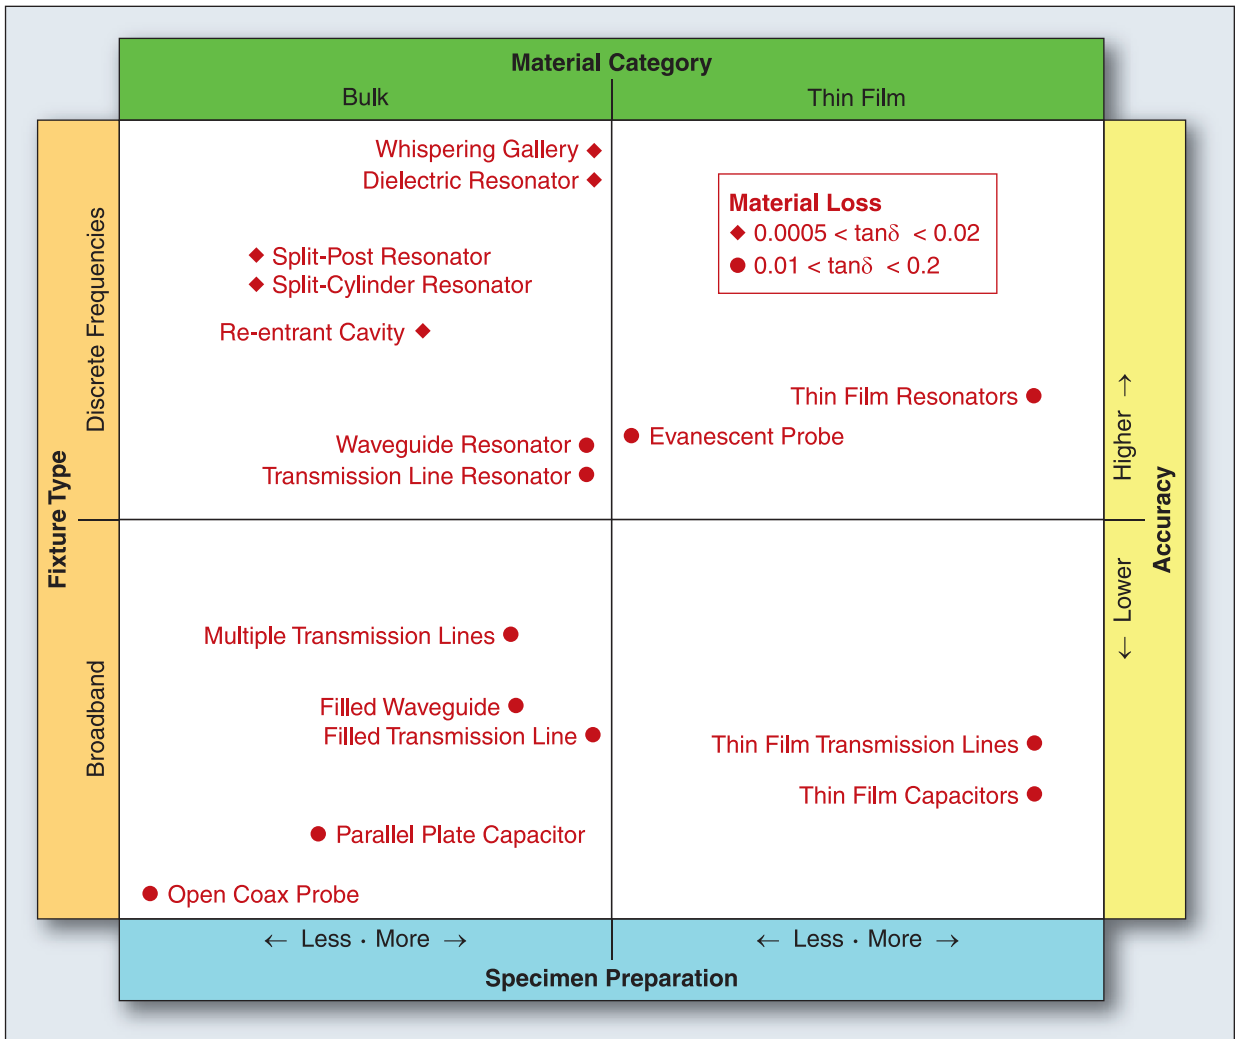 Material Category
Bulk
Thin Film
Fixture Type
Discrete Frequencies
Broadband
Whispering Gallery
Dielectric Resonator
Split-Post Resonator
Split-Cylinder Resonator
Re-entrant Cavity
Waveguide Resonator
Transmission Line Resonator
Material Loss
0.0005 < tanδ < 0.02
0.01 < tanδ < 0.2
Thin Film Resonators
Evanescent Probe
Multiple Transmission Lines
Filled Waveguide
Filled Transmission Line
Parallel Plate Capacitor
Open Coax Probe
Thin Film Transmission Lines
Thin Film Capacitors
Higher →
← Lower
Accuracy
← Less · More →
← Less · More →
Specimen Preparation